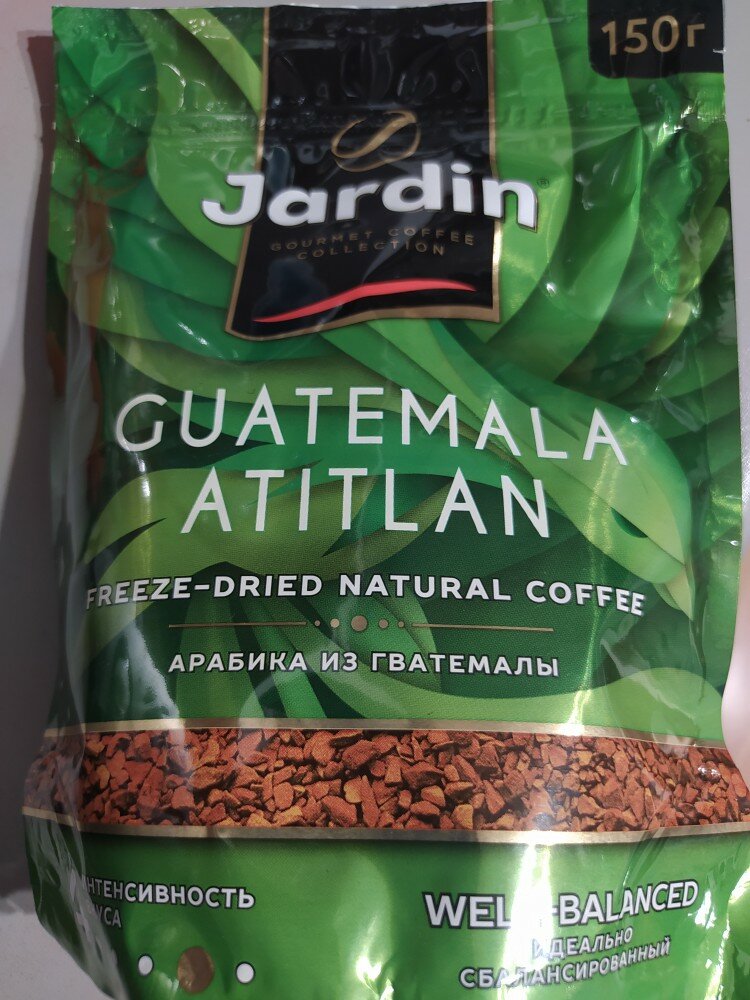 150г
Jardin
GOURMET COFFEE
COLLECTION
GUATEMALA
ATITLAN
FREEZE-DRIED NATURAL COFFEE
АРАБИКА ИЗ ГВАТЕМАЛЫ
ИНТЕНСИВНОСТЬ
WELL-BALANCED
ИДЕАЛЬНО
СБАЛАНСИРОВАННЫЙ